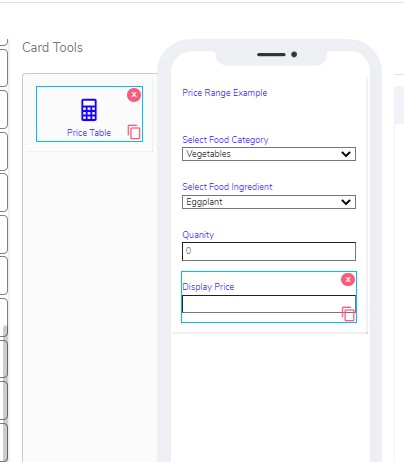 Card Tools
Price Table
Price Range Example
Select Food Category
Vegetables
Select Food Ingredient
Eggplant
Quanity
0
Display Price